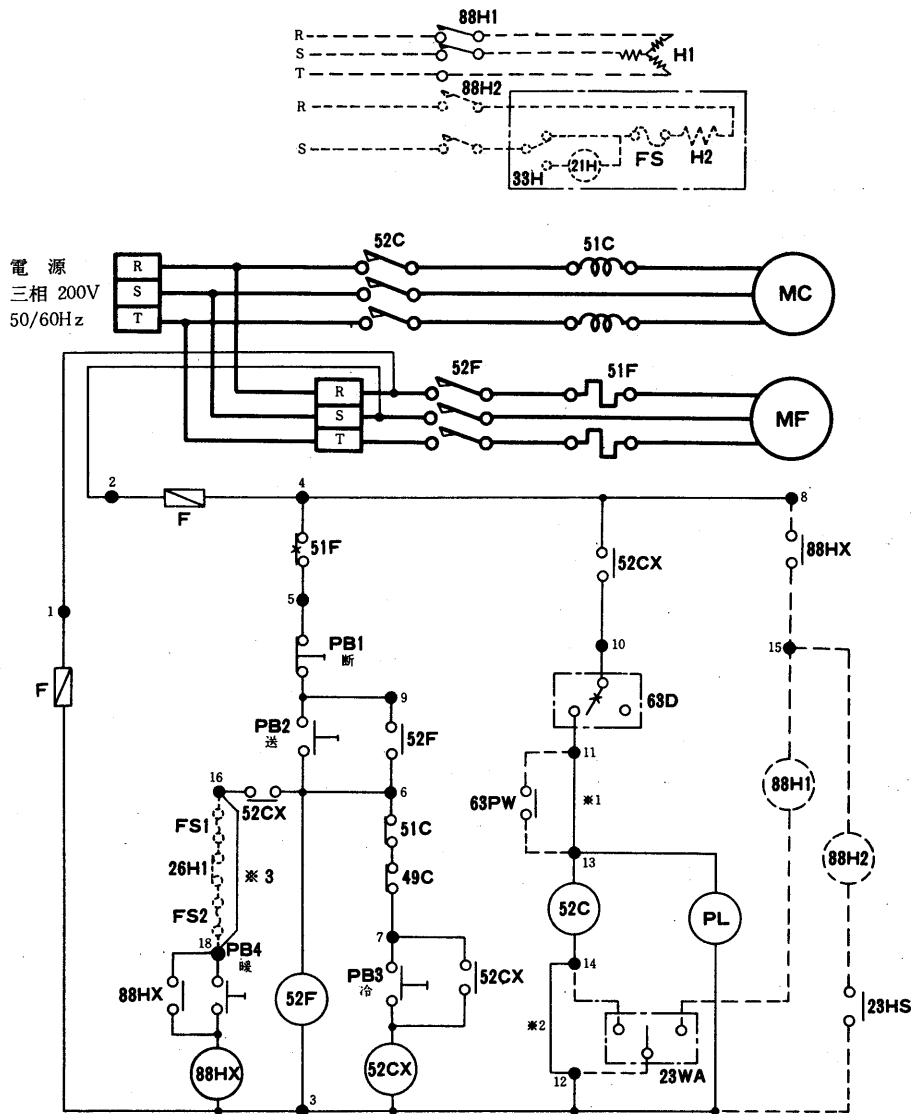 88H1
R
S
T
H1
88H2
R
S
33H
21H
FS
H2
電源
三相 200V
50/60Hz
R
S
T
52C
51C
MC
52F
51F
R
S
T
MF
2
F
4
8
51F
52CX
88HX
5
1
PB1
断
10
15
F
9
63D
PB2
送
52F
11
16
52CX
6
63PW
※1
88H1
FS1
51C
26H1
※3
49C
13
88H2
FS2
52C
PL
18
PB4
暖
7
14
88HX
52F
PB3
冷
52CX
※2
23HS
88HX
52CX
12
23WA
3